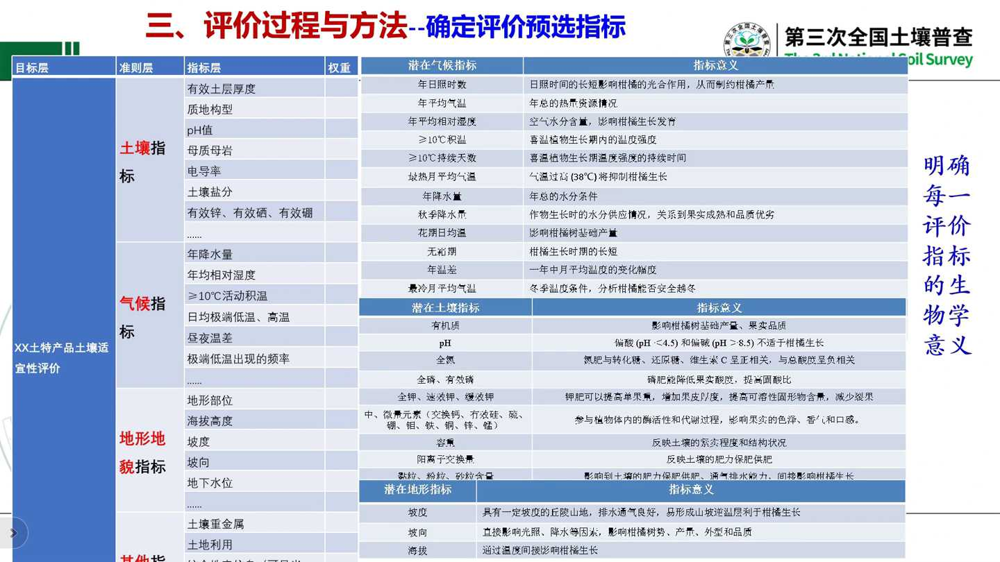 三、评价过程与方法--确定评价预选指标
第三次全国土壤普查
目标层 准则层 指标层 权重
XX土特产品土壤适
宜性评价
土壤指
标
有效土层厚度
质地构型
pH值
母质母岩
电导率
土壤盐分
有效锌、有效硒、有效硼
......
气候指
标
年降水量
年均相对湿度
≥10℃活动积温
日均极端低温、高温
昼夜温差
极端低温出现的频率
......
地形地
貌指标
地形部位
海拔高度
坡度
坡向
地下水位
......
土壤重金属
土地利用
潜在气候指标 指标意义
年日照时数 日照时间的长短影响柑橘的光合作用，从而制约柑橘产量
年平均气温 年总的热量资源情况
年平均相对湿度 空气水分含量，影响柑橘生长发育
≥10℃积温 喜温植物生长期内的温度强度
≥10℃持续天数 喜温植物生长期温度强度的持续时间
最热月平均气温 气温过高 (38℃) 将抑制柑橘生长
年降水量 年总的水分条件
秋季降水量 作物生长时的水分供应情况，关系到果实成熟和品质优劣
花期日均温 影响柑橘树基础产量
无霜期 柑橘生长时期的长短
年温差 一年中月平均温度的变化幅度
最冷月平均气温 冬季温度条件，分析柑橘能否安全越冬
潜在土壤指标 指标意义
有机质 影响柑橘树基础产量、果实品质
pH 偏酸 (pH <4.5) 和偏碱 (pH >8.5) 不适于柑橘生长
全氮 氮肥与转化糖、还原糖、维生素 C 呈正相关，与总酸度呈负相关
全磷、有效磷 磷肥能降低果实酸度，提高固酸比
全钾、速效钾、缓效钾 钾肥可以提高单果重，增加果皮厚度，提高可溶性固形物含量，减少裂果
中、微量元素（交换钙、有效硅、硫、
硼、钼、铁、铜、锌、锰） 参与植物体内的酶活性和代谢过程，影响果实的色泽、香气和口感。
容重 反映土壤的紧实程度和结构状况
阳离子交换量 反映土壤的肥力保肥供肥
黏粒、粉粒、砂粒含量 影响到土壤的肥力保肥供肥、通气排水能力，间接影响柑橘生长
潜在地形指标 指标意义
坡度 具有一定坡度的丘陵山地，排水通气良好，易形成山坡逆温层利于柑橘生长
坡向 直接影响光照、降水等因素，影响柑橘树势、产量、外型和品质
海拔 通过温度间接影响柑橘生长
明确
每一
评价
指标
的生
物学
意义